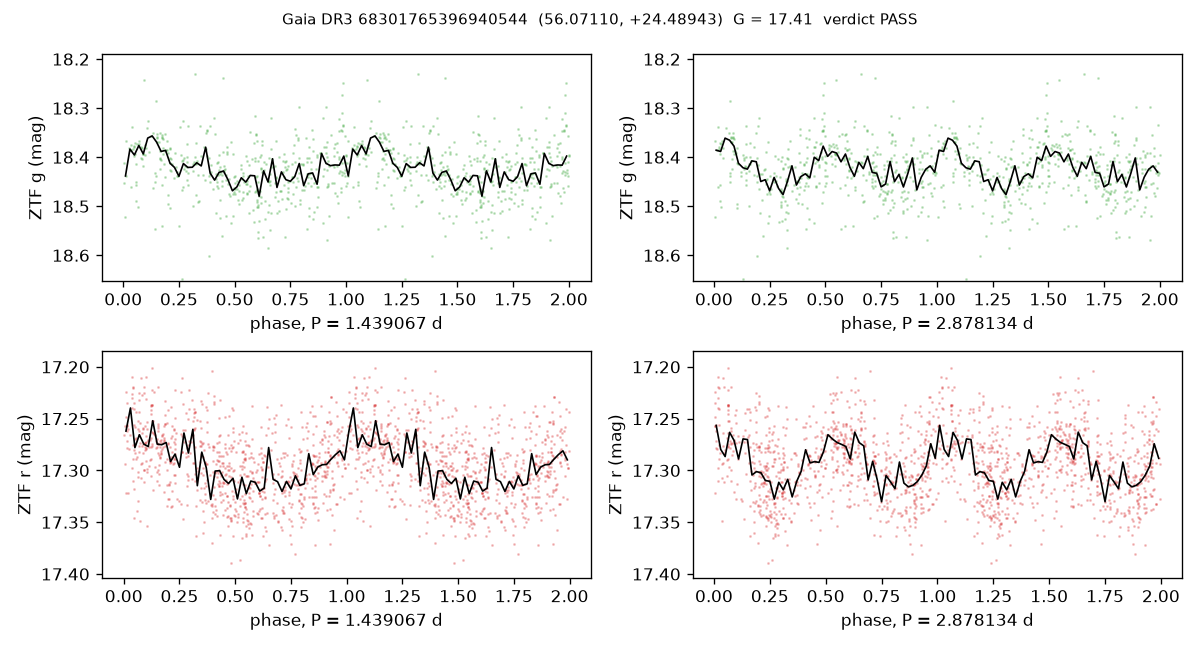 Gaia DR3 68301765396940544 (56.07110, +24.48943) G = 17.41 verdict PASS
18.2
18.3
18.4
18.5
18.6
ZTF g (mag)
0.00 0.25 0.50 0.75 1.00 1.25 1.50 1.75 2.00
phase, P = 1.439067 d
18.2
18.3
18.4
18.5
18.6
ZTF g (mag)
0.00 0.25 0.50 0.75 1.00 1.25 1.50 1.75 2.00
phase, P = 2.878134 d
17.20
17.25
17.30
17.35
17.40
ZTF r (mag)
0.00 0.25 0.50 0.75 1.00 1.25 1.50 1.75 2.00
phase, P = 1.439067 d
17.20
17.25
17.30
17.35
17.40
ZTF r (mag)
0.00 0.25 0.50 0.75 1.00 1.25 1.50 1.75 2.00
phase, P = 2.878134 d